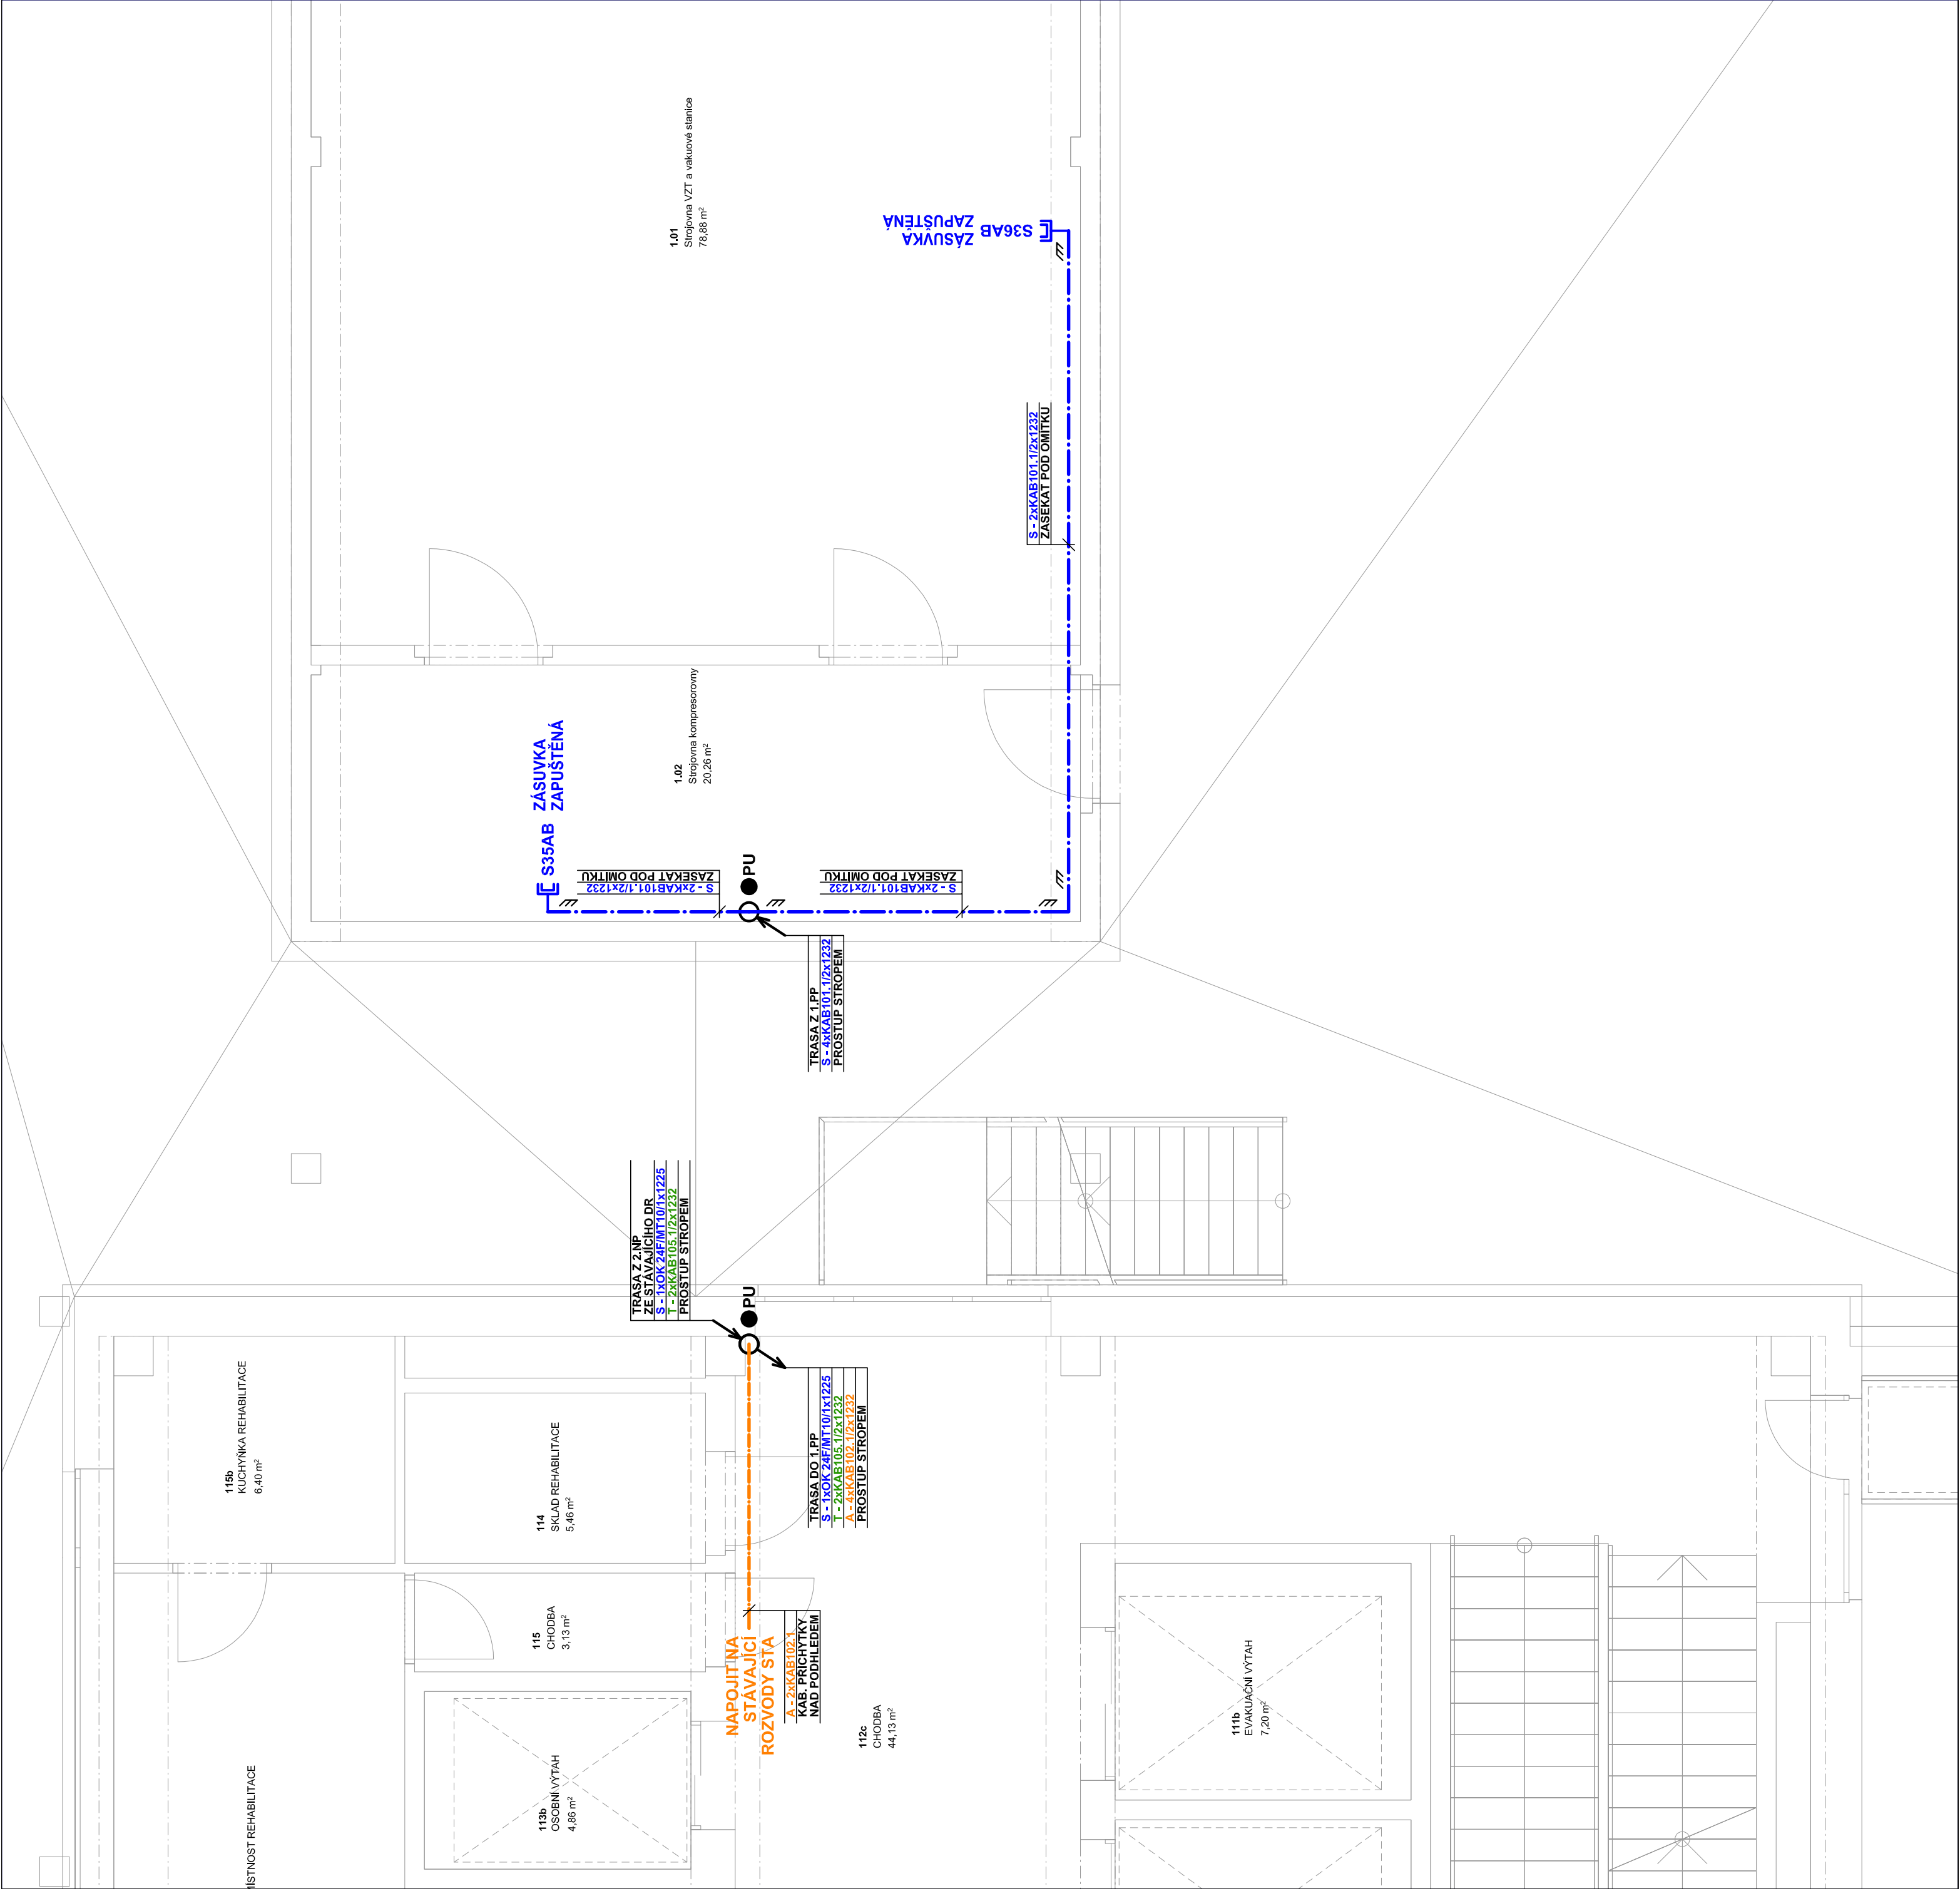 1.01
Strojovna VZT a vakuové stanice
78,88 m²
ZÁSUVKA
ZAPUŠTĚNÁ
S36AB
S - 2xKAB101.1/2x1232
ZASEKAT POD OMÍTKU
1.02
Strojovna kompresorovny
20,26 m²
S35AB
ZÁSUVKA
ZAPUŠTĚNÁ
S - 2xKAB101.1/2x1232
ZASEKAT POD OMÍTKU
PU
S - 2xKAB101.1/2x1232
ZASEKAT POD OMÍTKU
TRASA Z 1.PP
S - 4xKAB101.1/2x1232
PROSTUP STROPEM
TRASA Z 2.NP
ZE STÁVAJÍCÍHO DR
S - 1xOK 24F/MT10/1x1225
T - 2xKAB105.1/2x1232
PROSTUP STROPEM
PU
TRASA DO 1.PP
S - 1xOK 24F/MT10/1x1225
T - 2xKAB105.1/2x1232
A - 4xKAB102.1/2x1232
PROSTUP STROPEM
115b
KUCHYŇKA REHABILITACE
6,40 m²
114
SKLAD REHABILITACE
5,46 m²
115
CHODBA
3,13 m²
NAPOJIT NA
STÁVAJÍCÍ
ROZVODY STA
A - 2xKAB102.1
KAB. PŘÍCHYTKY
NAD PODHLEDEM
112c
CHODBA
44,13 m²
113b
OSOBNÍ VÝTAH
4,86 m²
111b
EVAKUAČNÍ VÝTAH
7,20 m²
ÍSTNOST REHABILITACE